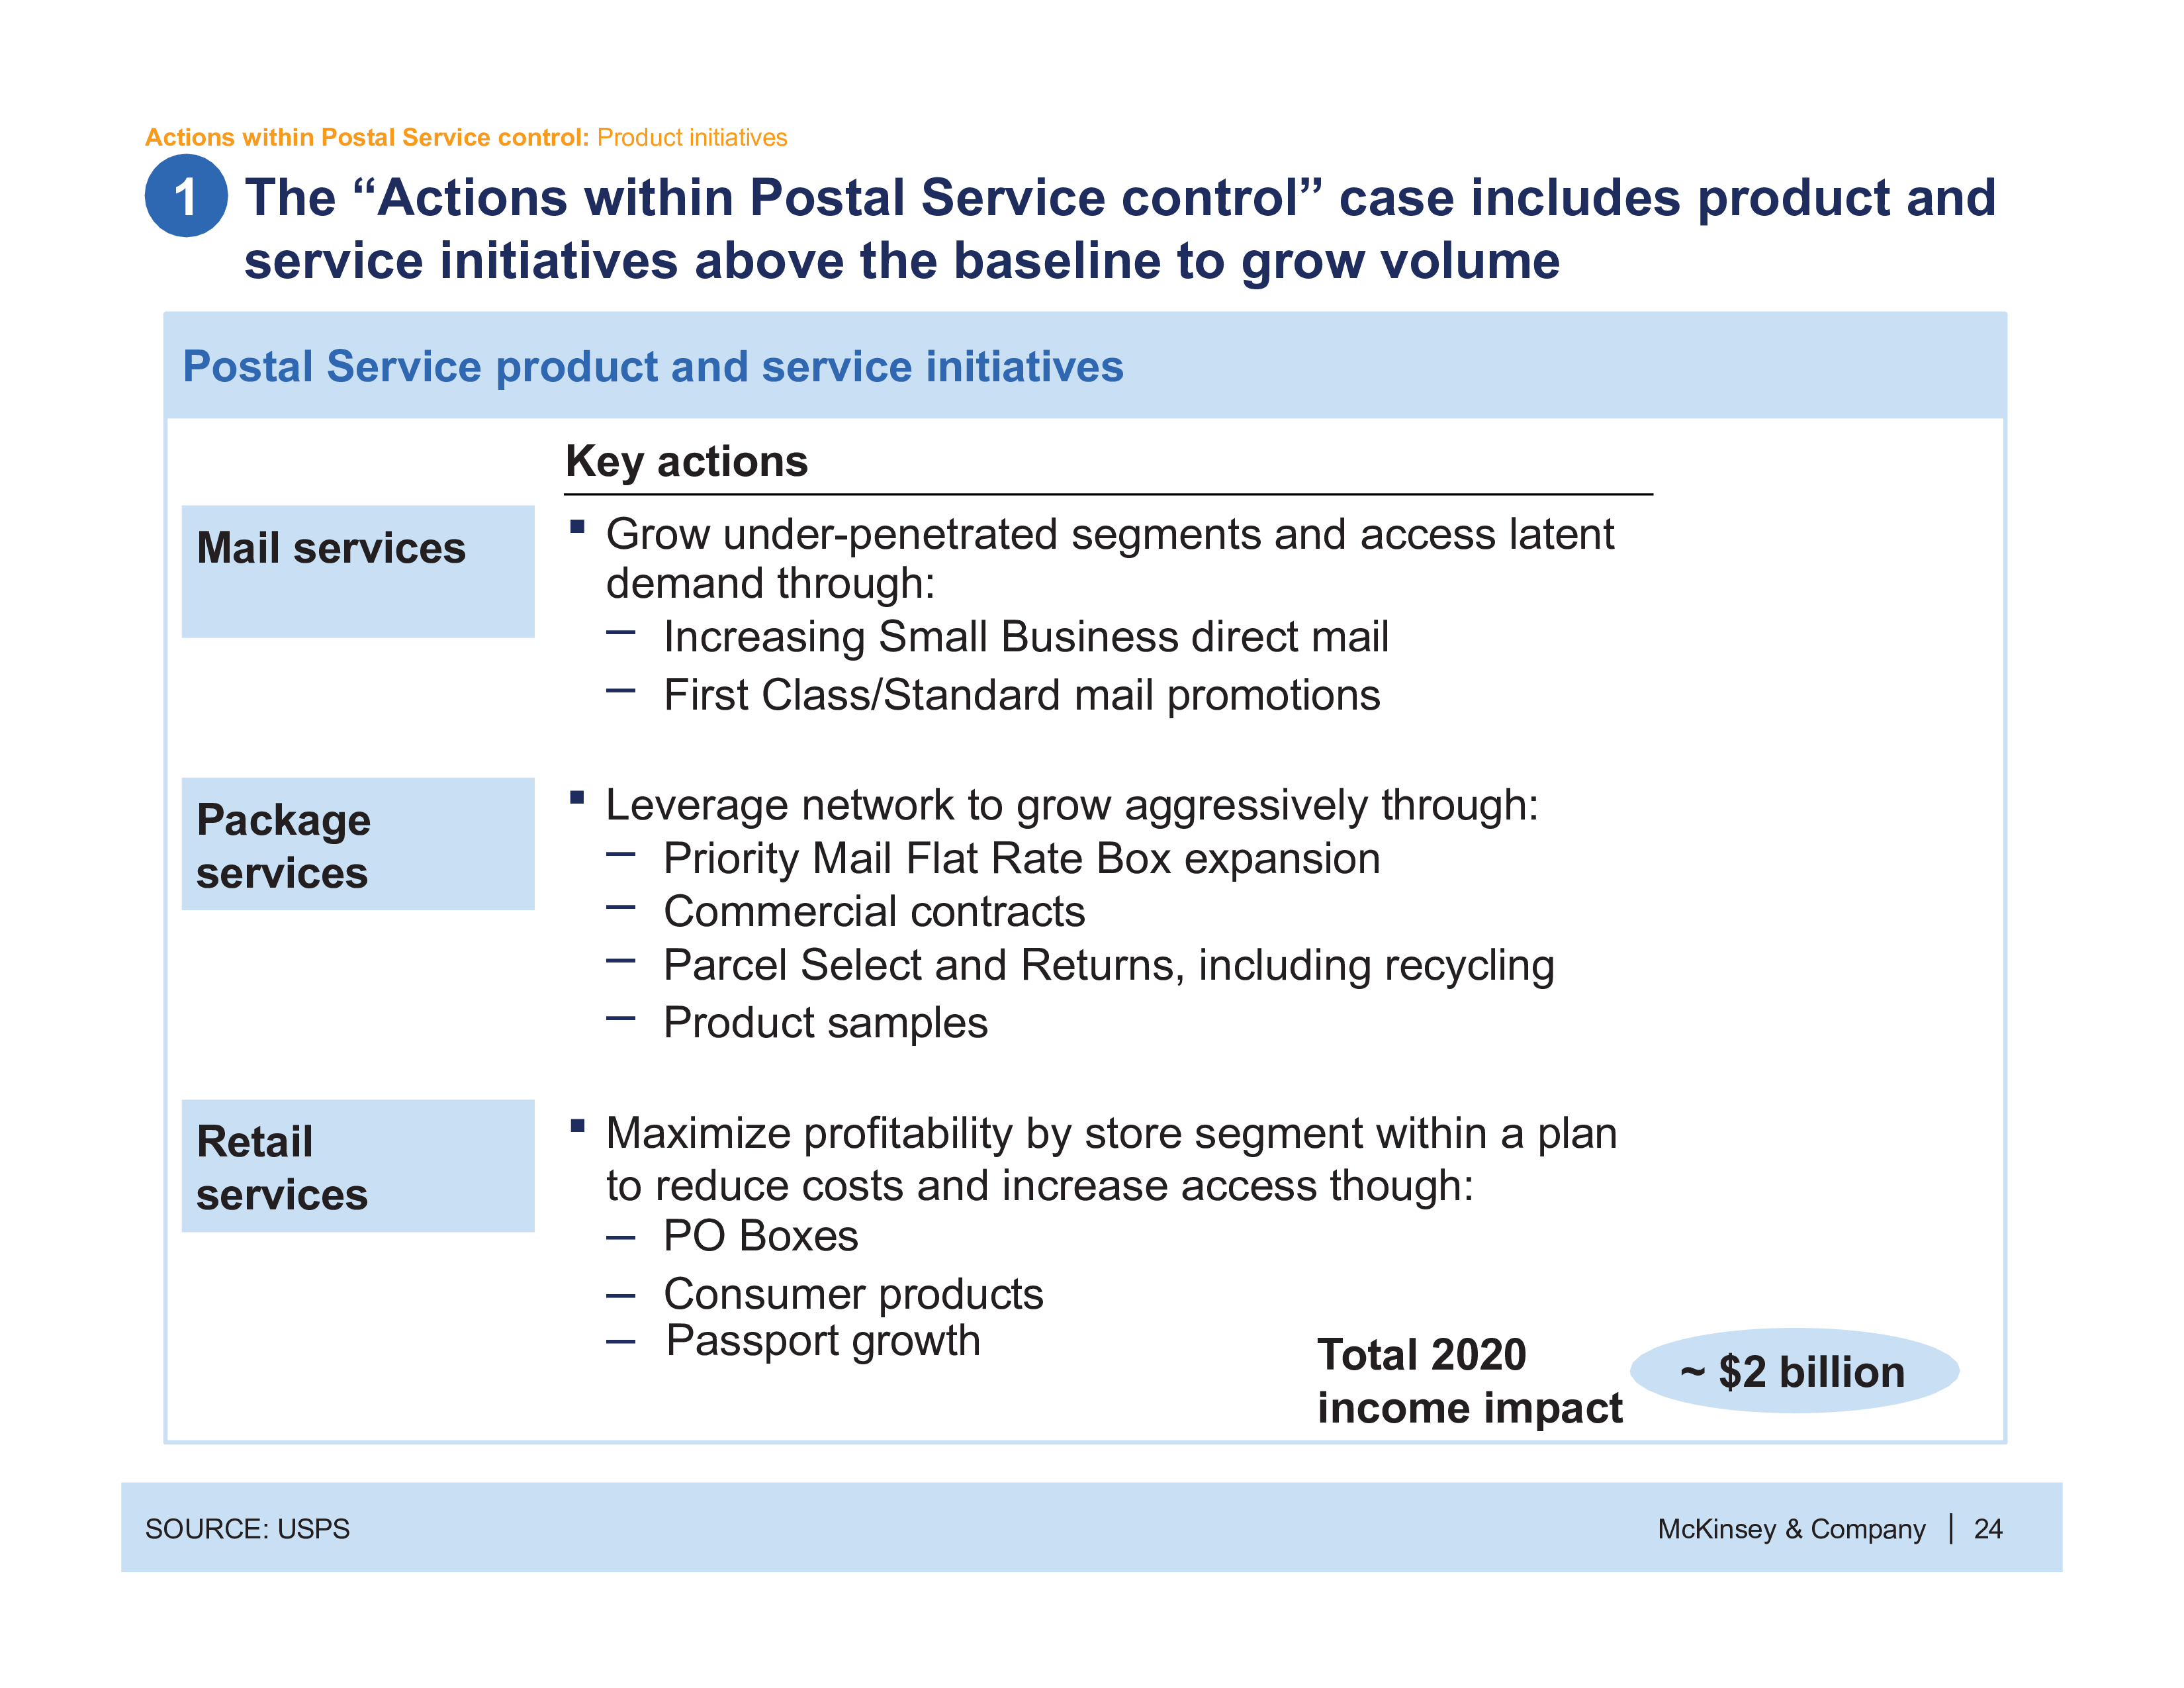 Actions within Postal Service control: Product initiatives
1 The “Actions within Postal Service control” case includes product and
service initiatives above the baseline to grow volume
Postal Service product and service initiatives
Key actions
Mail services
▪ Grow under-penetrated segments and access latent
demand through:
– Increasing Small Business direct mail
– First Class/Standard mail promotions
Package
services
▪ Leverage network to grow aggressively through:
– Priority Mail Flat Rate Box expansion
– Commercial contracts
– Parcel Select and Returns, including recycling
– Product samples
Retail
services
▪ Maximize profitability by store segment within a plan
to reduce costs and increase access though:
– PO Boxes
– Consumer products
– Passport growth
Total 2020
income impact
~ $2 billion
SOURCE: USPS
McKinsey & Company | 24